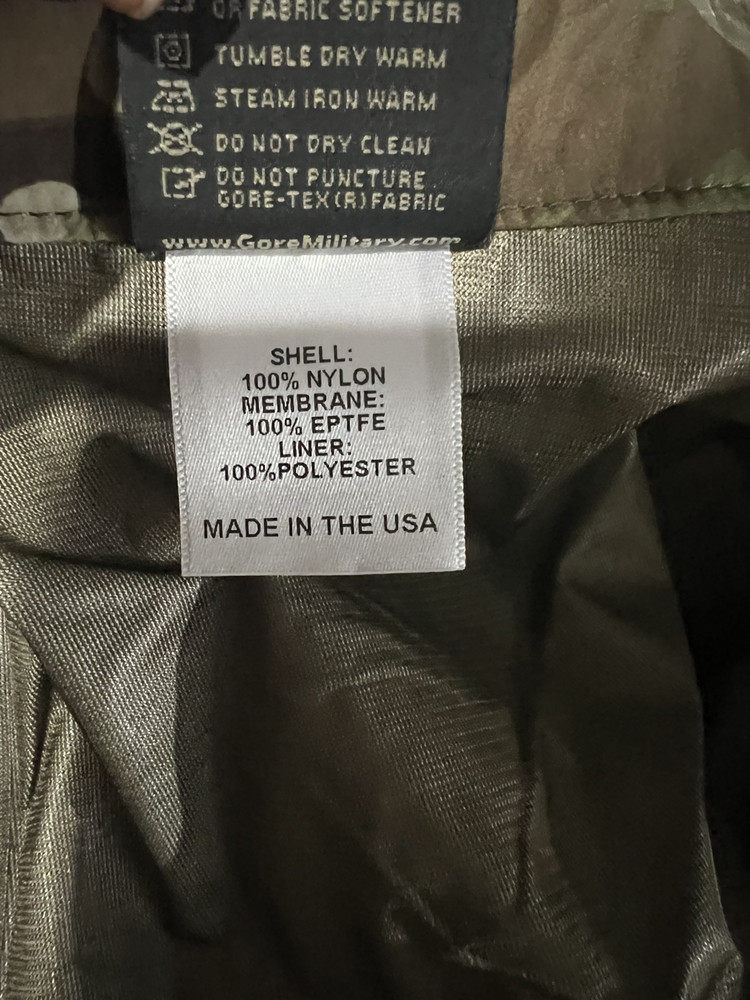 OR FABRIC SOFTENER
TUMBLE DRY WARM
STEAM IRON WARM
DO NOT DRY CLEAN
DO NOT PUNCTURE
GORE-TEX(R) FABRIC
www.GoreMilitary.com
SHELL:
100% NYLON
MEMBRANE:
100% EPTFE
LINER:
100%POLYESTER
MADE IN THE USA